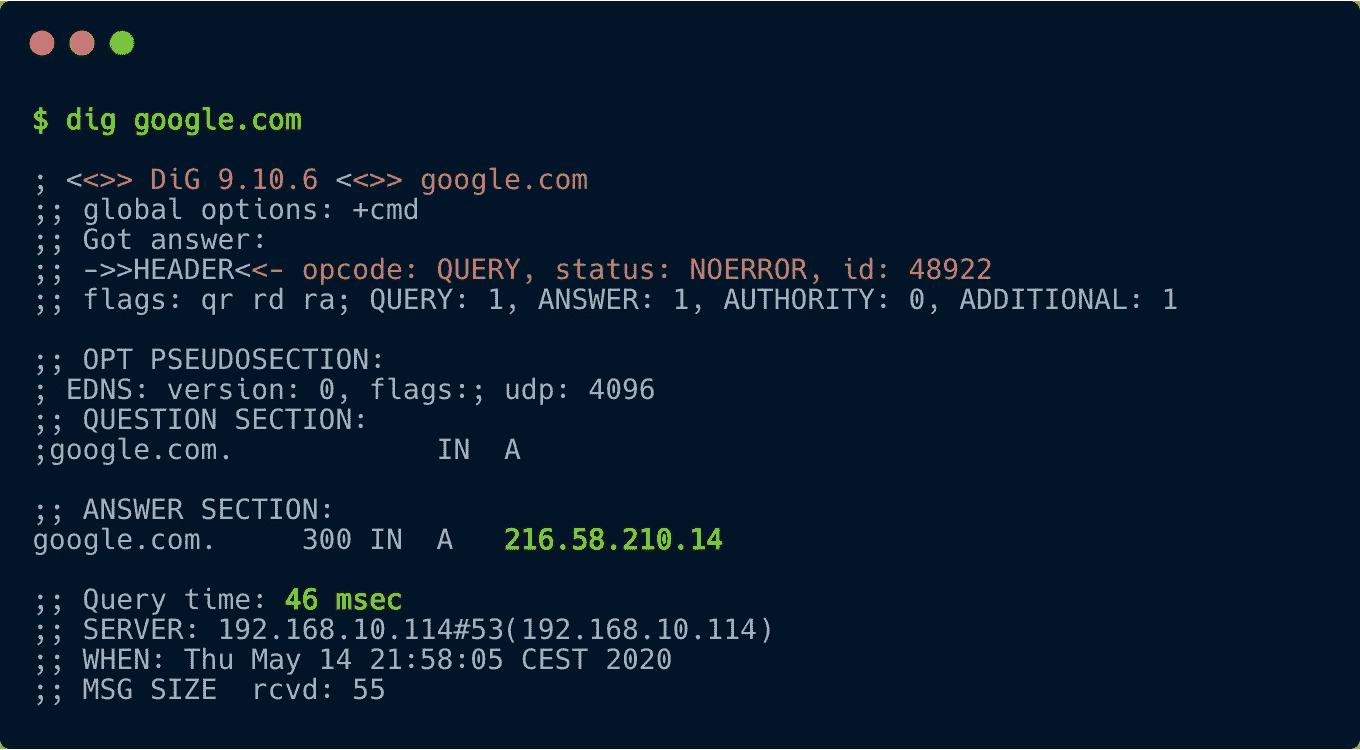 $ dig google.com
; <<>> DiG 9.10.6 <<>> google.com
;; global options: +cmd
;; Got answer:
;; ->>HEADER<<- opcode: QUERY, status: NOERROR, id: 48922
;; flags: qr rd ra; QUERY: 1, ANSWER: 1, AUTHORITY: 0, ADDITIONAL: 1
;; OPT PSEUDOSECTION:
; EDNS: version: 0, flags:; udp: 4096
;; QUESTION SECTION:
;google.com. IN A
;; ANSWER SECTION:
google.com. 300 IN A 216.58.210.14
;; Query time: 46 msec
;; SERVER: 192.168.10.114#53(192.168.10.114)
;; WHEN: Thu May 14 21:58:05 CEST 2020
;; MSG SIZE rcvd: 55